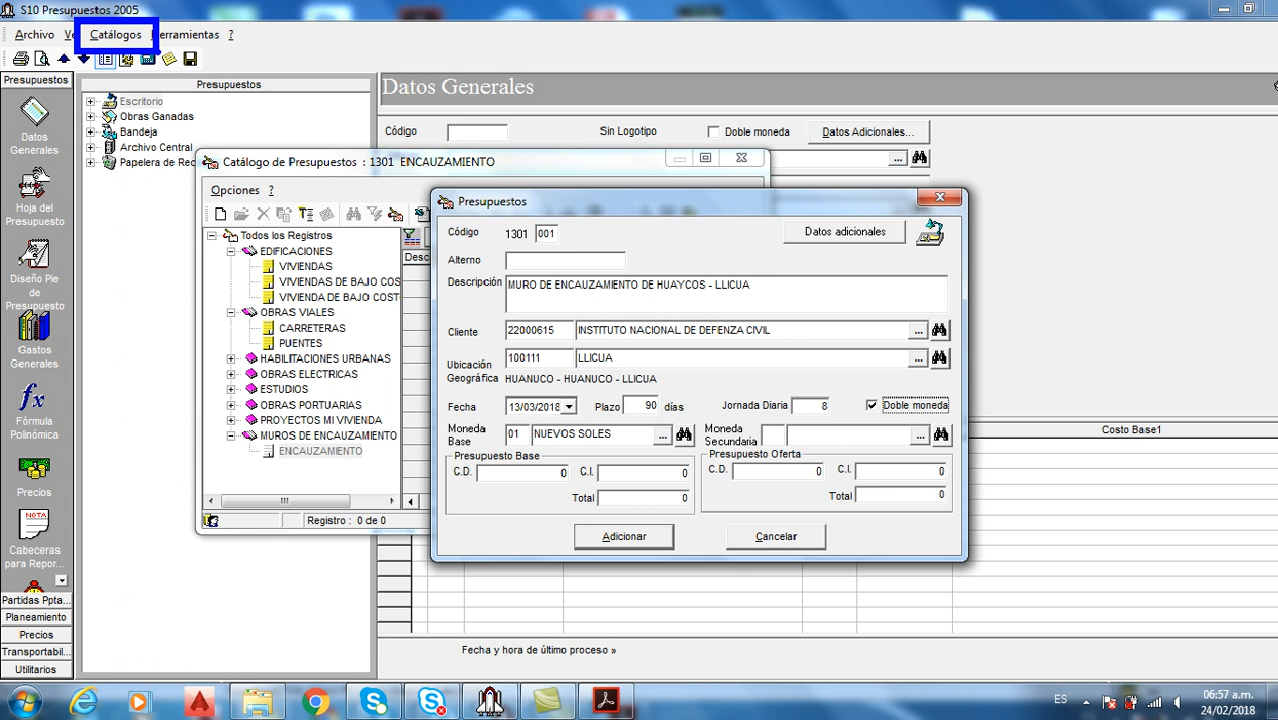 S10 Presupuestos 2005
Archivo Ve Catálogos erramientas ?
Presupuestos
Datos Generales
Hoja del Presupuesto
Diseño Pie de Presupuesto
Gastos Generales
fx
Fórmula Polinómica
Precios
NOTA
Cabeceras para Repor...
Partidas Ppta...
Planeamiento
Precios
Transportabil...
Utilitarios
Presupuestos
Escritorio
Obras Ganadas
Bandeja
Archivo Central
Papelera de Rec
Datos Generales
Código Sin Logotipo Doble moneda Datos Adicionales...
...
Catálogo de Presupuestos : 1301 ENCAUZAMIENTO
Opciones ?
Todos los Registros
EDIFICACIONES
VIVIENDAS
VIVIENDAS DE BAJO COS
VIVIENDA DE BAJO COST
OBRAS VIALES
CARRETERAS
PUENTES
HABILITACIONES URBANAS
OBRAS ELECTRICAS
ESTUDIOS
OBRAS PORTUARIAS
PROYECTOS MI VIVIENDA
MUROS DE ENCAUZAMIENTO
ENCAUZAMIENTO
Desc
Registro : 0 de 0
Presupuestos
Código 1301 001 Datos adicionales
Alterno
Descripción MURO DE ENCAUZAMIENTO DE HUAYCOS - LLICUA
Cliente 22000615 INSTITUTO NACIONAL DE DEFENZA CIVIL ...
Ubicación Geográfica 100111 LLICUA ...
HUANUCO - HUANUCO - LLICUA
Fecha 13/03/2018 Plazo 90 días Jornada Diaria 8 Doble moneda
Moneda Base 01 NUEVOS SOLES ... Moneda Secundaria ...
Presupuesto Base Presupuesto Oferta
C.D. 0 C.I. 0 C.D. 0 C.I. 0
Total 0 Total 0
Adicionar Cancelar
Costo Base1
Fecha y hora de último proceso »
ES
06:57 a.m.
24/02/2018